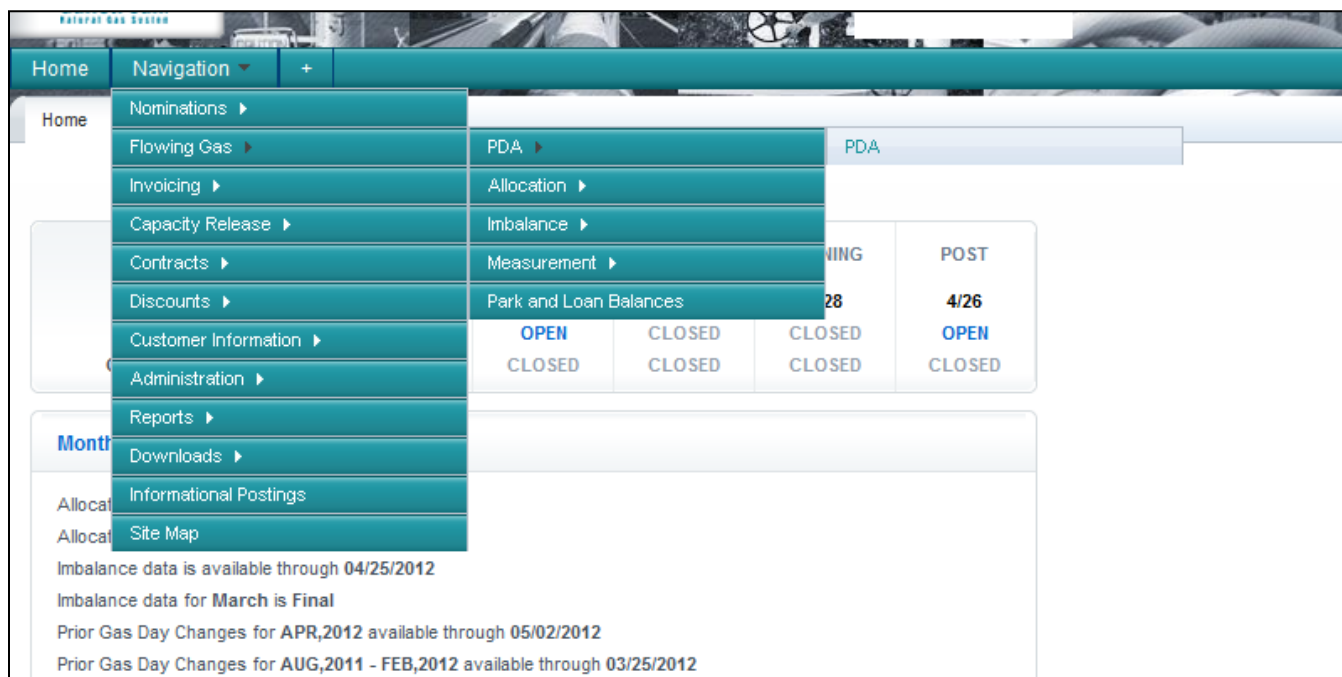 Natural Gas System
CAUTION
Home Navigation +
Home
Nominations
Flowing Gas PDA PDA
Invoicing Allocation
Capacity Release Imbalance
Contracts Measurement NING POST
Discounts Park and Loan Balances 28 4/26
Customer Information OPEN CLOSED CLOSED OPEN
Administration CLOSED CLOSED CLOSED CLOSED
Reports
Month
Downloads
Allocat Informational Postings
Allocat Site Map
Imbalance data is available through 04/25/2012
Imbalance data for March is Final
Prior Gas Day Changes for APR,2012 available through 05/02/2012
Prior Gas Day Changes for AUG,2011 - FEB,2012 available through 03/25/2012